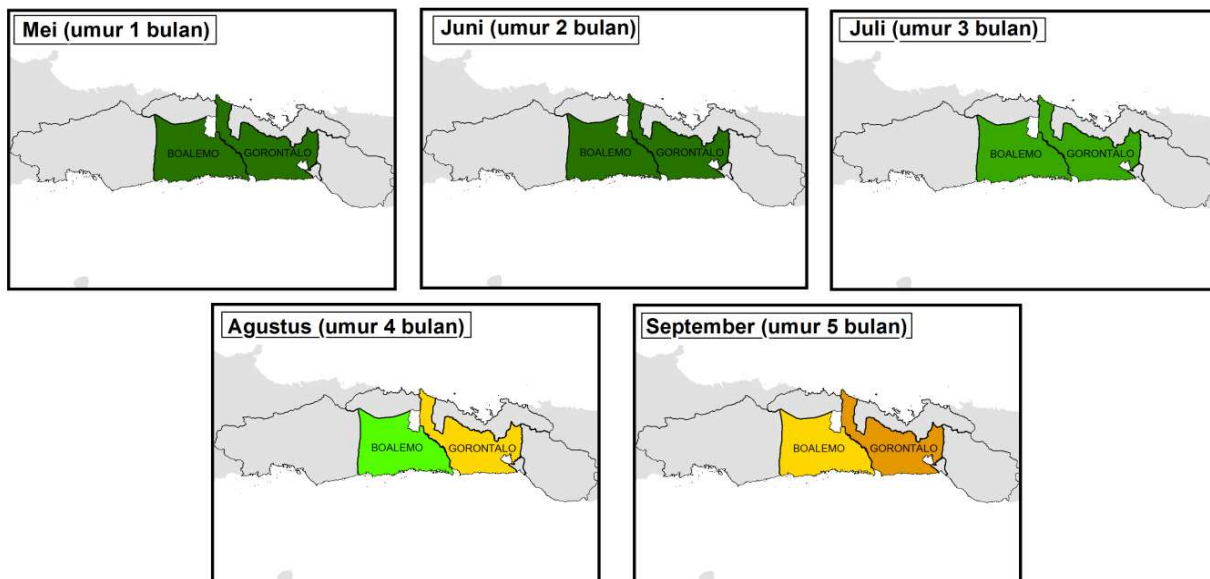 Mei (umur 1 bulan)
BOALEMO
GORONTALO
Juni (umur 2 bulan)
BOALEMO
GORONTALO
Juli (umur 3 bulan)
BOALEMO
GORONTALO
Agustus (umur 4 bulan)
BOALEMO
GORONTALO
September (umur 5 bulan)
BOALEMO
GORONTALO